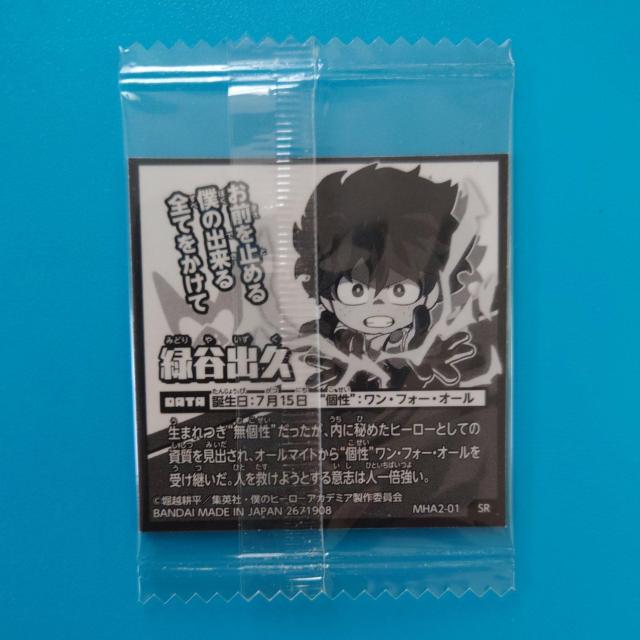 お前を止める
僕の出来る
全てをかけて
みどりや いずく
緑谷出久
DATA 誕生日:7月15日 "個性":ワン・フォー・オール
生まれつき"無個性"だったが、内に秘めたヒーローとしての
資質を見出され、オールマイトから"個性"ワン・フォー・オールを
受け継いだ。人を救けようとする意志は人一倍強い。
©堀越耕平/集英社・僕のヒーローアカデミア製作委員会
BANDAI MADE IN JAPAN 2671908 MHA2-01 SR